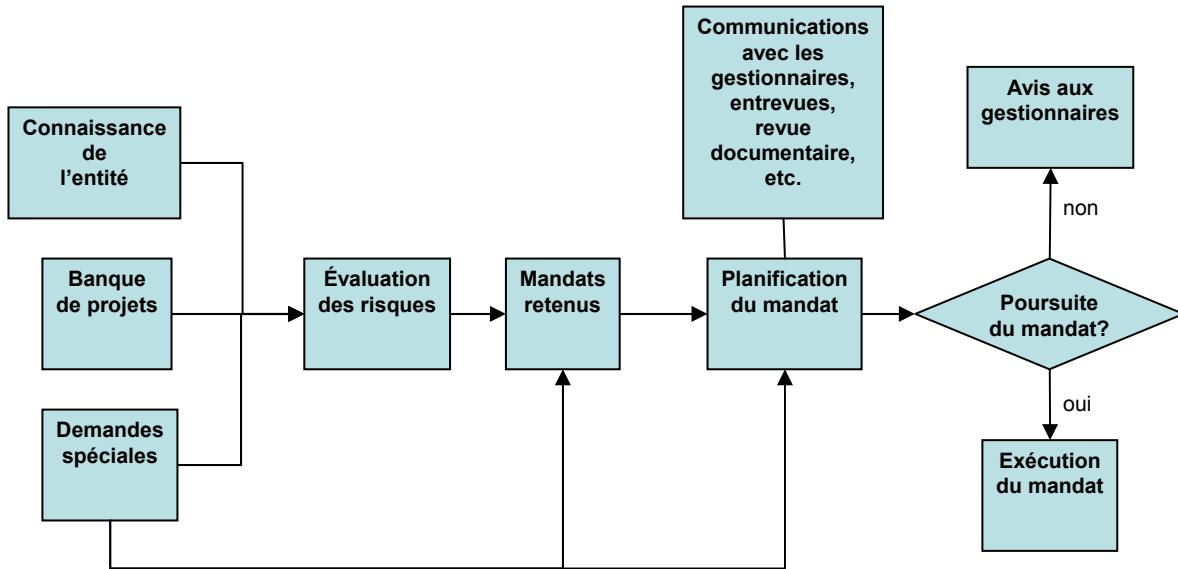 Connaissance
de
l'entité
Banque
de projets
Demandes
spéciales
Évaluation
des risques
Mandats
retenus
Communications
avec les
gestionnaires,
entrevues,
revue
documentaire,
etc.
Planification
du mandat
Avis aux
gestionnaires
non
Poursuite
du mandat?
oui
Exécution
du mandat